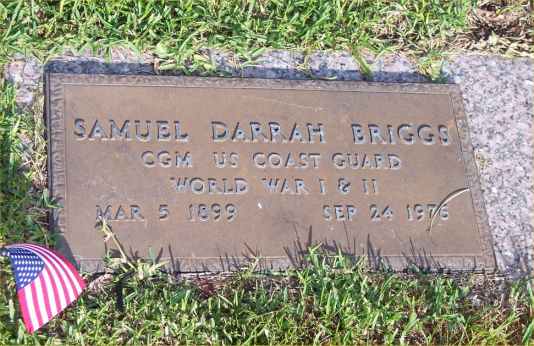 SAMUEL DARRAH BRIGGS
CGM US COAST GUARD
WORLD WAR I & II
MAR 5 1899 SEP 24 1976